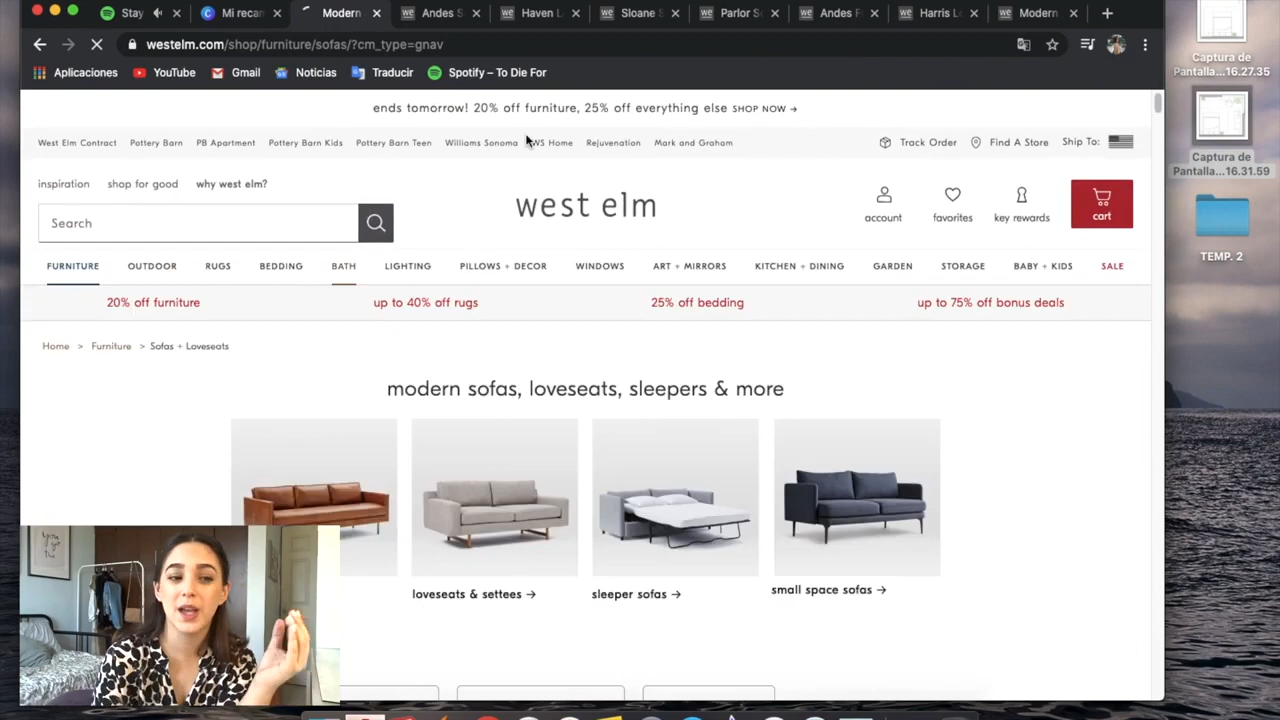 Stay
Mi recam
Modern
Andes S
Haven L
Sloane S
Parlor S
Andes F
Harris L
Modern
westelm.com/shop/furniture/sofas/?cm_type=gnav
Aplicaciones
YouTube
Gmail
Noticias
Traducir
Spotify – To Die For
ends tomorrow! 20% off furniture, 25% off everything else SHOP NOW →
West Elm Contract
Pottery Barn
PB Apartment
Pottery Barn Kids
Pottery Barn Teen
Williams Sonoma
WS Home
Rejuvenation
Mark and Graham
Track Order
Find A Store
Ship To:
inspiration
shop for good
why west elm?
Search
west elm
account
favorites
key rewards
cart
FURNITURE
OUTDOOR
RUGS
BEDDING
BATH
LIGHTING
PILLOWS + DECOR
WINDOWS
ART + MIRRORS
KITCHEN + DINING
GARDEN
STORAGE
BABY + KIDS
SALE
20% off furniture
up to 40% off rugs
25% off bedding
up to 75% off bonus deals
Home > Furniture > Sofas + Loveseats
modern sofas, loveseats, sleepers & more
loveseats & settees →
sleeper sofas →
small space sofas →
Captura de
Pantalla...16.27.35
Captura de
Pantalla...16.31.59
TEMP. 2